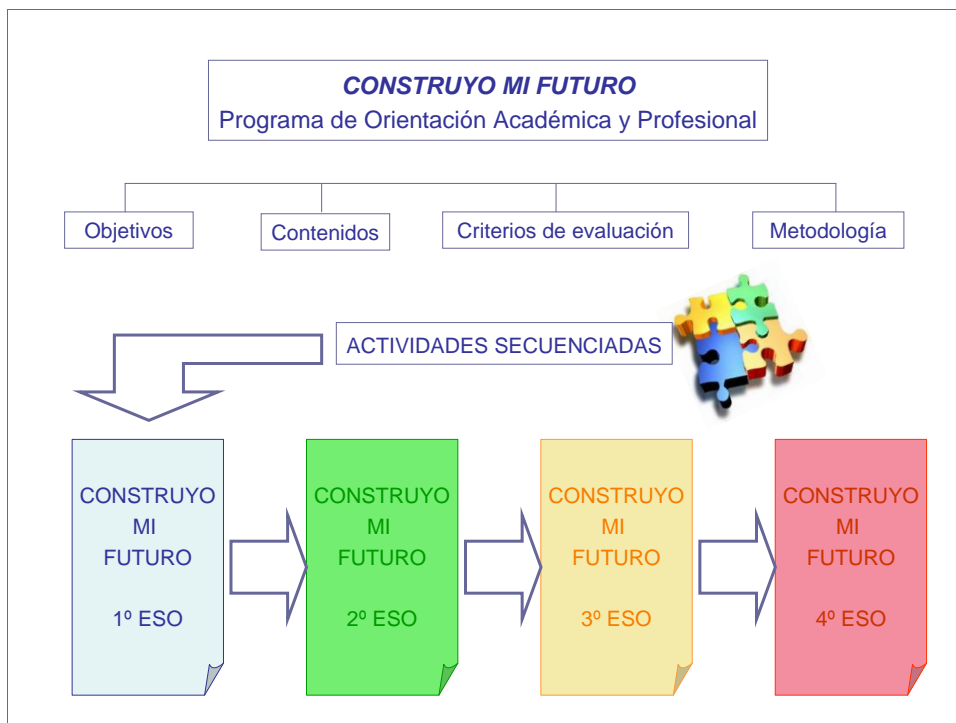 CONSTRUYO MI FUTURO
Programa de Orientación Académica y Profesional
Objetivos
Contenidos
Criterios de evaluación
Metodología
ACTIVIDADES SECUENCIADAS
CONSTRUYO
MI
FUTURO
1º ESO
CONSTRUYO
MI
FUTURO
2º ESO
CONSTRUYO
MI
FUTURO
3º ESO
CONSTRUYO
MI
FUTURO
4º ESO